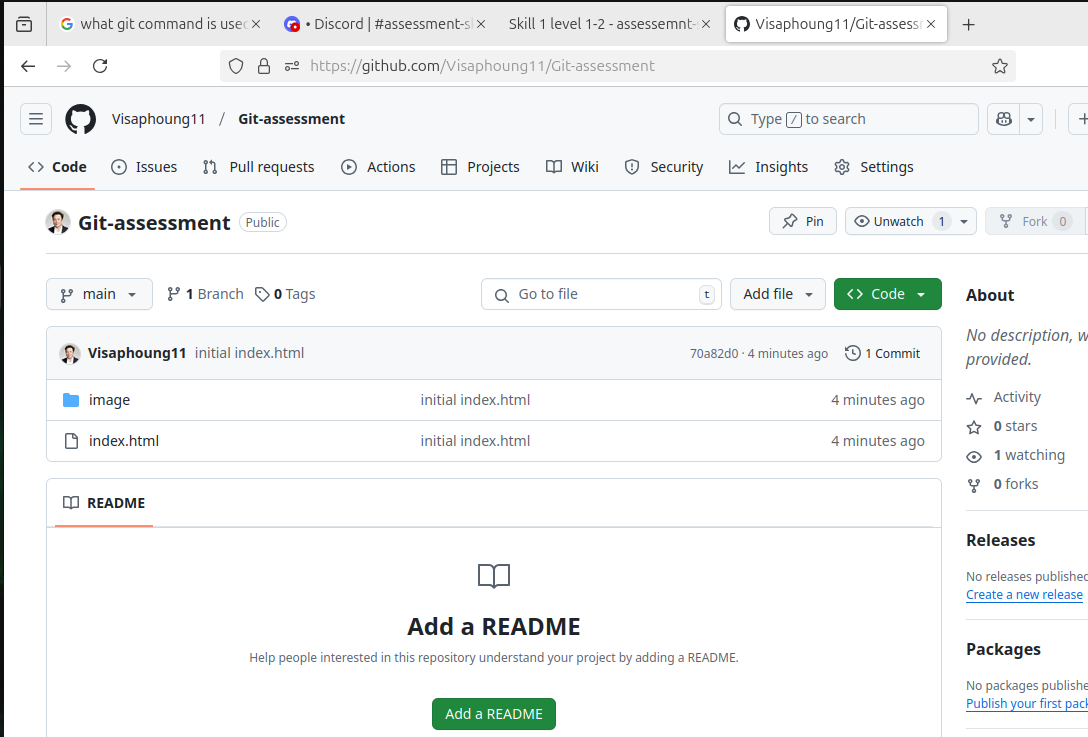 what git command is used
• Discord | #assessment-s
Skill 1 level 1-2 - assessemnt-s
Visaphoung11/Git-assess
https://github.com/Visaphoung11/Git-assessment
Visaphoung11 / Git-assessment
Type / to search
Code Issues Pull requests Actions Projects Wiki Security Insights Settings
Git-assessment Public
Pin Unwatch 1 Fork 0
main 1 Branch 0 Tags Go to file t Add file Code
Visaphoung11 initial index.html 70a82d0 · 4 minutes ago 1 Commit
image initial index.html 4 minutes ago
index.html initial index.html 4 minutes ago
README
Add a README
Help people interested in this repository understand your project by adding a README.
Add a README
About
No description, w
provided.
Activity
0 stars
1 watching
0 forks
Releases
No releases published
Create a new release
Packages
No packages publishe
Publish your first pack